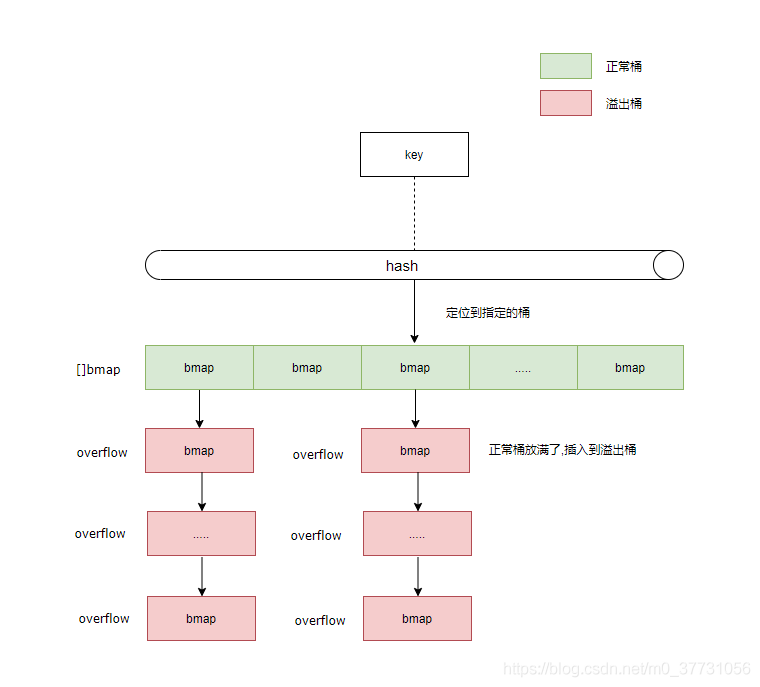 正常桶
溢出桶
key
hash
定位到指定的桶
[]bmap
bmap
bmap
bmap
.....
bmap
overflow
bmap
overflow
bmap
正常桶放满了,插入到溢出桶
overflow
.....
overflow
.....
overflow
bmap
overflow
bmap
https://blog.csdn.net/m0_37731056